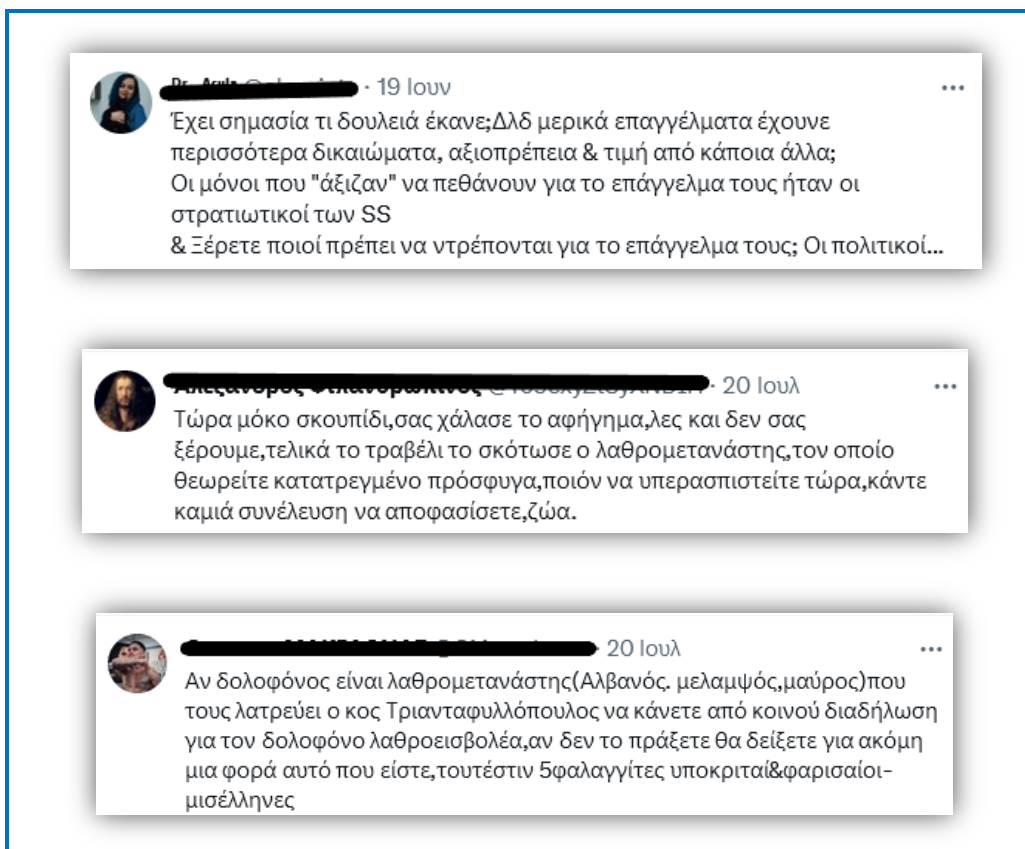 · 19 Ιουν
Έχει σημασία τι δουλειά έκανε;Δλδ μερικά επαγγέλματα έχουνε
περισσότερα δικαιώματα, αξιοπρέπεια & τιμή από κάποια άλλα;
Οι μόνοι που "άξιζαν" να πεθάνουν για το επάγγελμα τους ήταν οι
στρατιωτικοί των SS
& Ξέρετε ποιοί πρέπει να ντρέπονται για το επάγγελμα τους; Οι πολιτικοί...
· 20 Ιουλ
Τώρα μόκο σκουπίδι,σας χάλασε το αφήγημα,λες και δεν σας
ξέρουμε,τελικά το τραβέλι το σκότωσε ο λαθρομετανάστης,τον οποίο
θεωρείτε κατατρεγμένο πρόσφυγα,ποιόν να υπερασπιστείτε τώρα,κάντε
καμιά συνέλευση να αποφασίσετε,ζώα.
· 20 Ιουλ
Αν δολοφόνος είναι λαθρομετανάστης(Αλβανός. μελαμψός,μαύρος)που
τους λατρεύει ο κος Τριανταφυλλόπουλος να κάνετε από κοινού διαδήλωση
για τον δολοφόνο λαθροεισβολέα,αν δεν το πράξετε θα δείξετε για ακόμη
μια φορά αυτό που είστε,τουτέστιν 5φαλαγγίτες υποκριταί&φαρισαίοι-
μισέλληνες